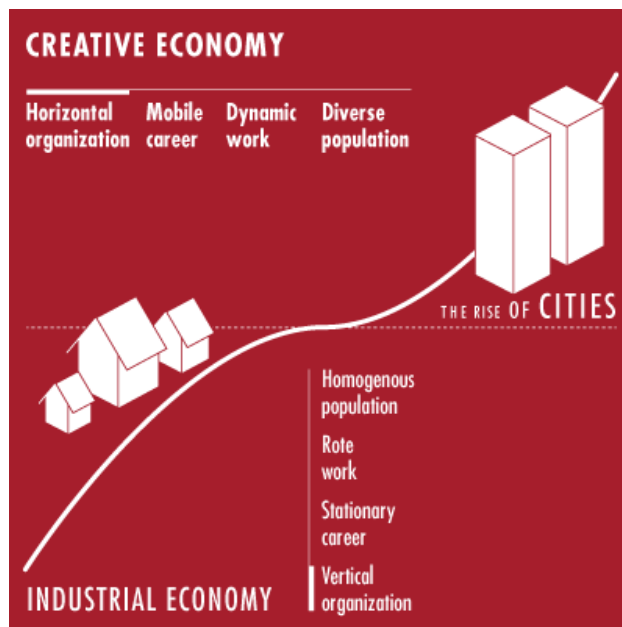 CREATIVE ECONOMY
Horizontal
organization
Mobile
career
Dynamic
work
Diverse
population
THE RISE OF CITIES
Homogenous
population
Rote
work
Stationary
career
Vertical
organization
INDUSTRIAL ECONOMY